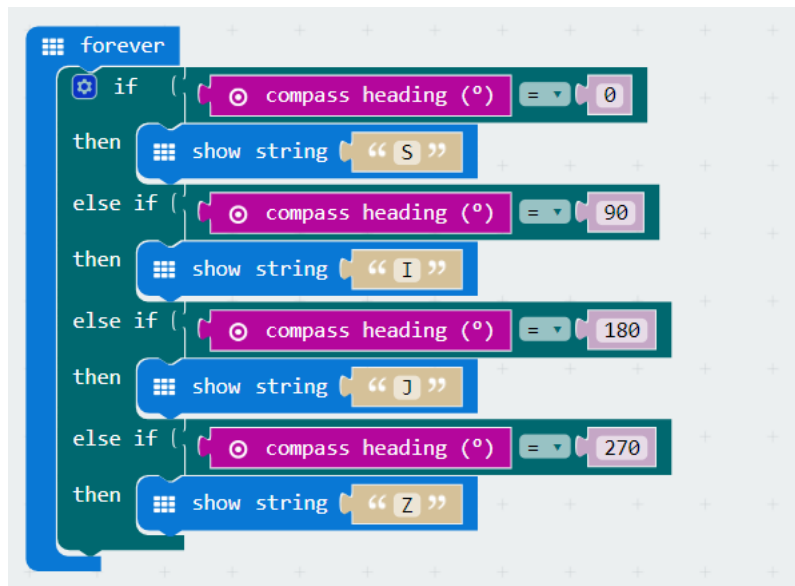 forever
if compass heading (º) = 0
then show string “ S ”
else if compass heading (º) = 90
then show string “ I ”
else if compass heading (º) = 180
then show string “ J ”
else if compass heading (º) = 270
then show string “ Z ”